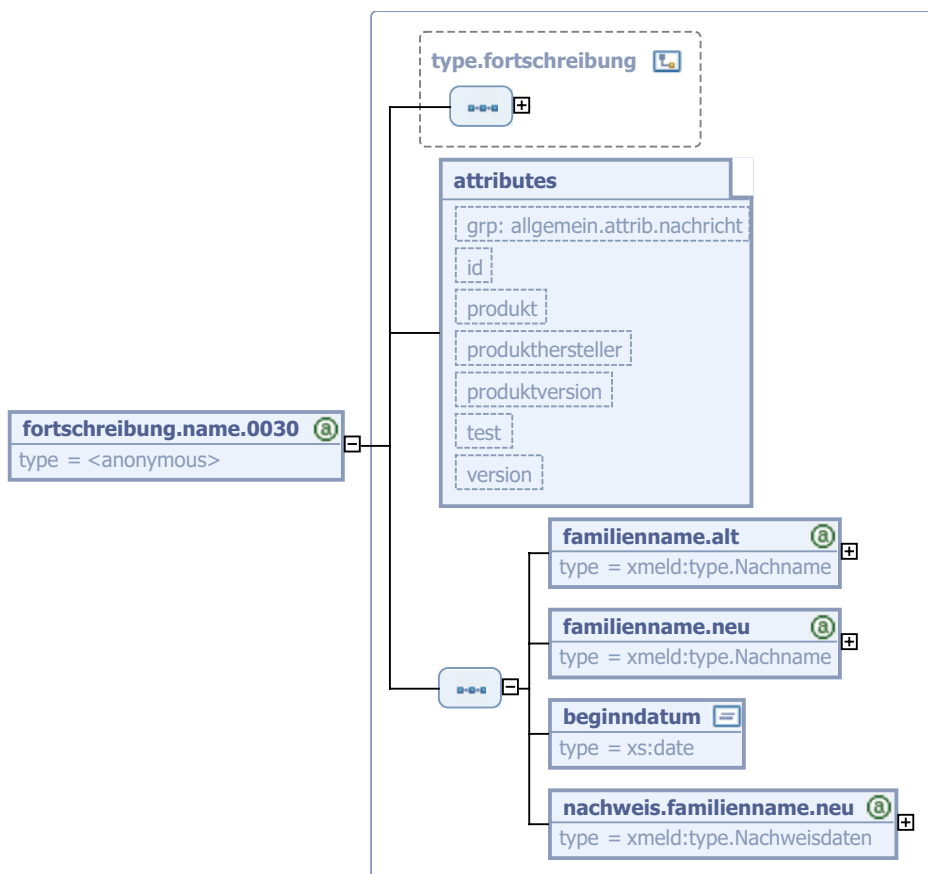 type.fortschreibung
attributes
grp: allgemein.attrib.nachricht
id
produkt
produkthersteller
produktversion
test
version
fortschreibung.name.0030
type = <anonymous>
familienname.alt
type = xmeld:type.Nachname
familienname.neu
type = xmeld:type.Nachname
beginndatum
type = xs:date
nachweis.familienname.neu
type = xmeld:type.Nachweisdaten